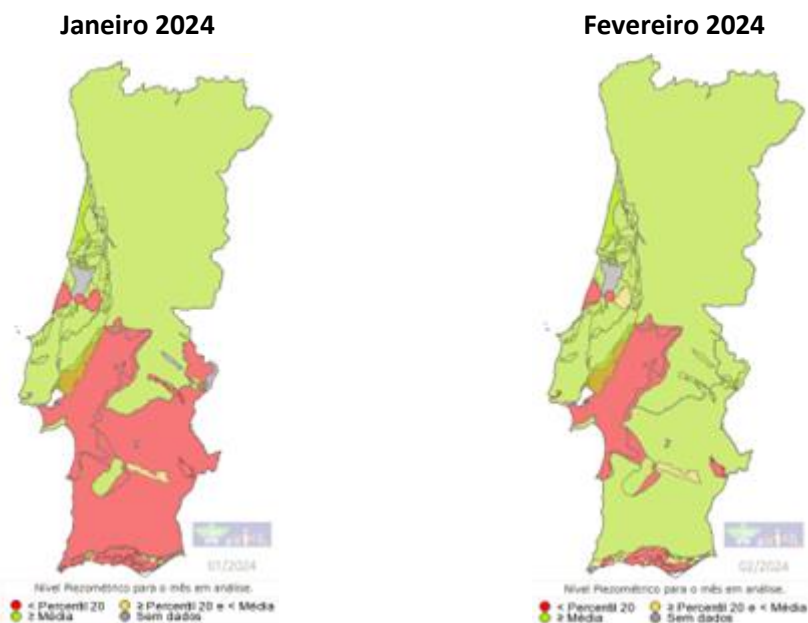 Janeiro 2024
Fevereiro 2024
01/2024
02/2024
Nível Piezométrico para o mês em análise.
< Percentil 20 ≥ Percentil 20 e < Média
≥ Média Sem dados
Nível Piezométrico para o mês em análise.
< Percentil 20 ≥ Percentil 20 e < Média
≥ Média Sem dados